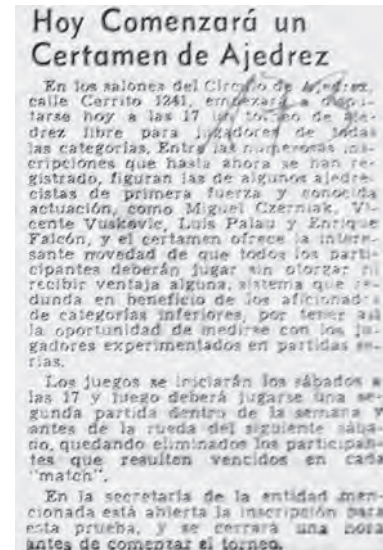 Hoy Comenzará un
Certamen de Ajedrez
En los salones del Circulo de Ajedrez,
calle Cerrito 1241, empezará a dispu-
tarse hoy a las 17 un torneo de aje-
drez libre para jugadores de todas
las categorías. Entre las numerosas ins-
cripciones que hasta ahora se han re-
gistrado, figuran las de algunos ajedre-
cistas de primera fuerza y conocida
actuación, como Miguel Czerniak, Vi-
cente Vuskovic, Luis Palau y Enrique
Falcón, y el certamen ofrece la intere-
sante novedad de que todos los parti-
cipantes deberán jugar sin otorgar ni
recibir ventaja alguna, sistema que re-
dunda en beneficio de los aficionados
de categorías inferiores, por tener así
la oportunidad de medirse con los ju-
gadores experimentados en partidas se-
rias.
Los juegos se iniciarán los sábados a
las 17 y luego deberá jugarse una se-
gunda partida dentro de la semana y
antes de la rueda del siguiente sába-
do, quedando eliminados los participan-
tes que resulten vencidos en cada
"match".
En la secretaría de la entidad men-
cionada está abierta la inscripción para
esta prueba, y se cerrará una hora
antes de comenzar el torneo.